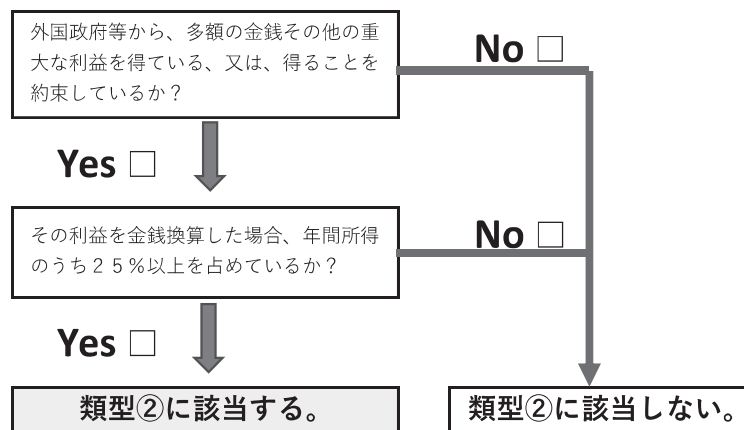 外国政府等から、多額の金銭その他の重
大な利益を得ている、又は、得ることを
約束しているか？
No □
Yes □
その利益を金銭換算した場合、年間所得
のうち２５％以上を占めているか？
No □
Yes □
類型②に該当する。
類型②に該当しない。